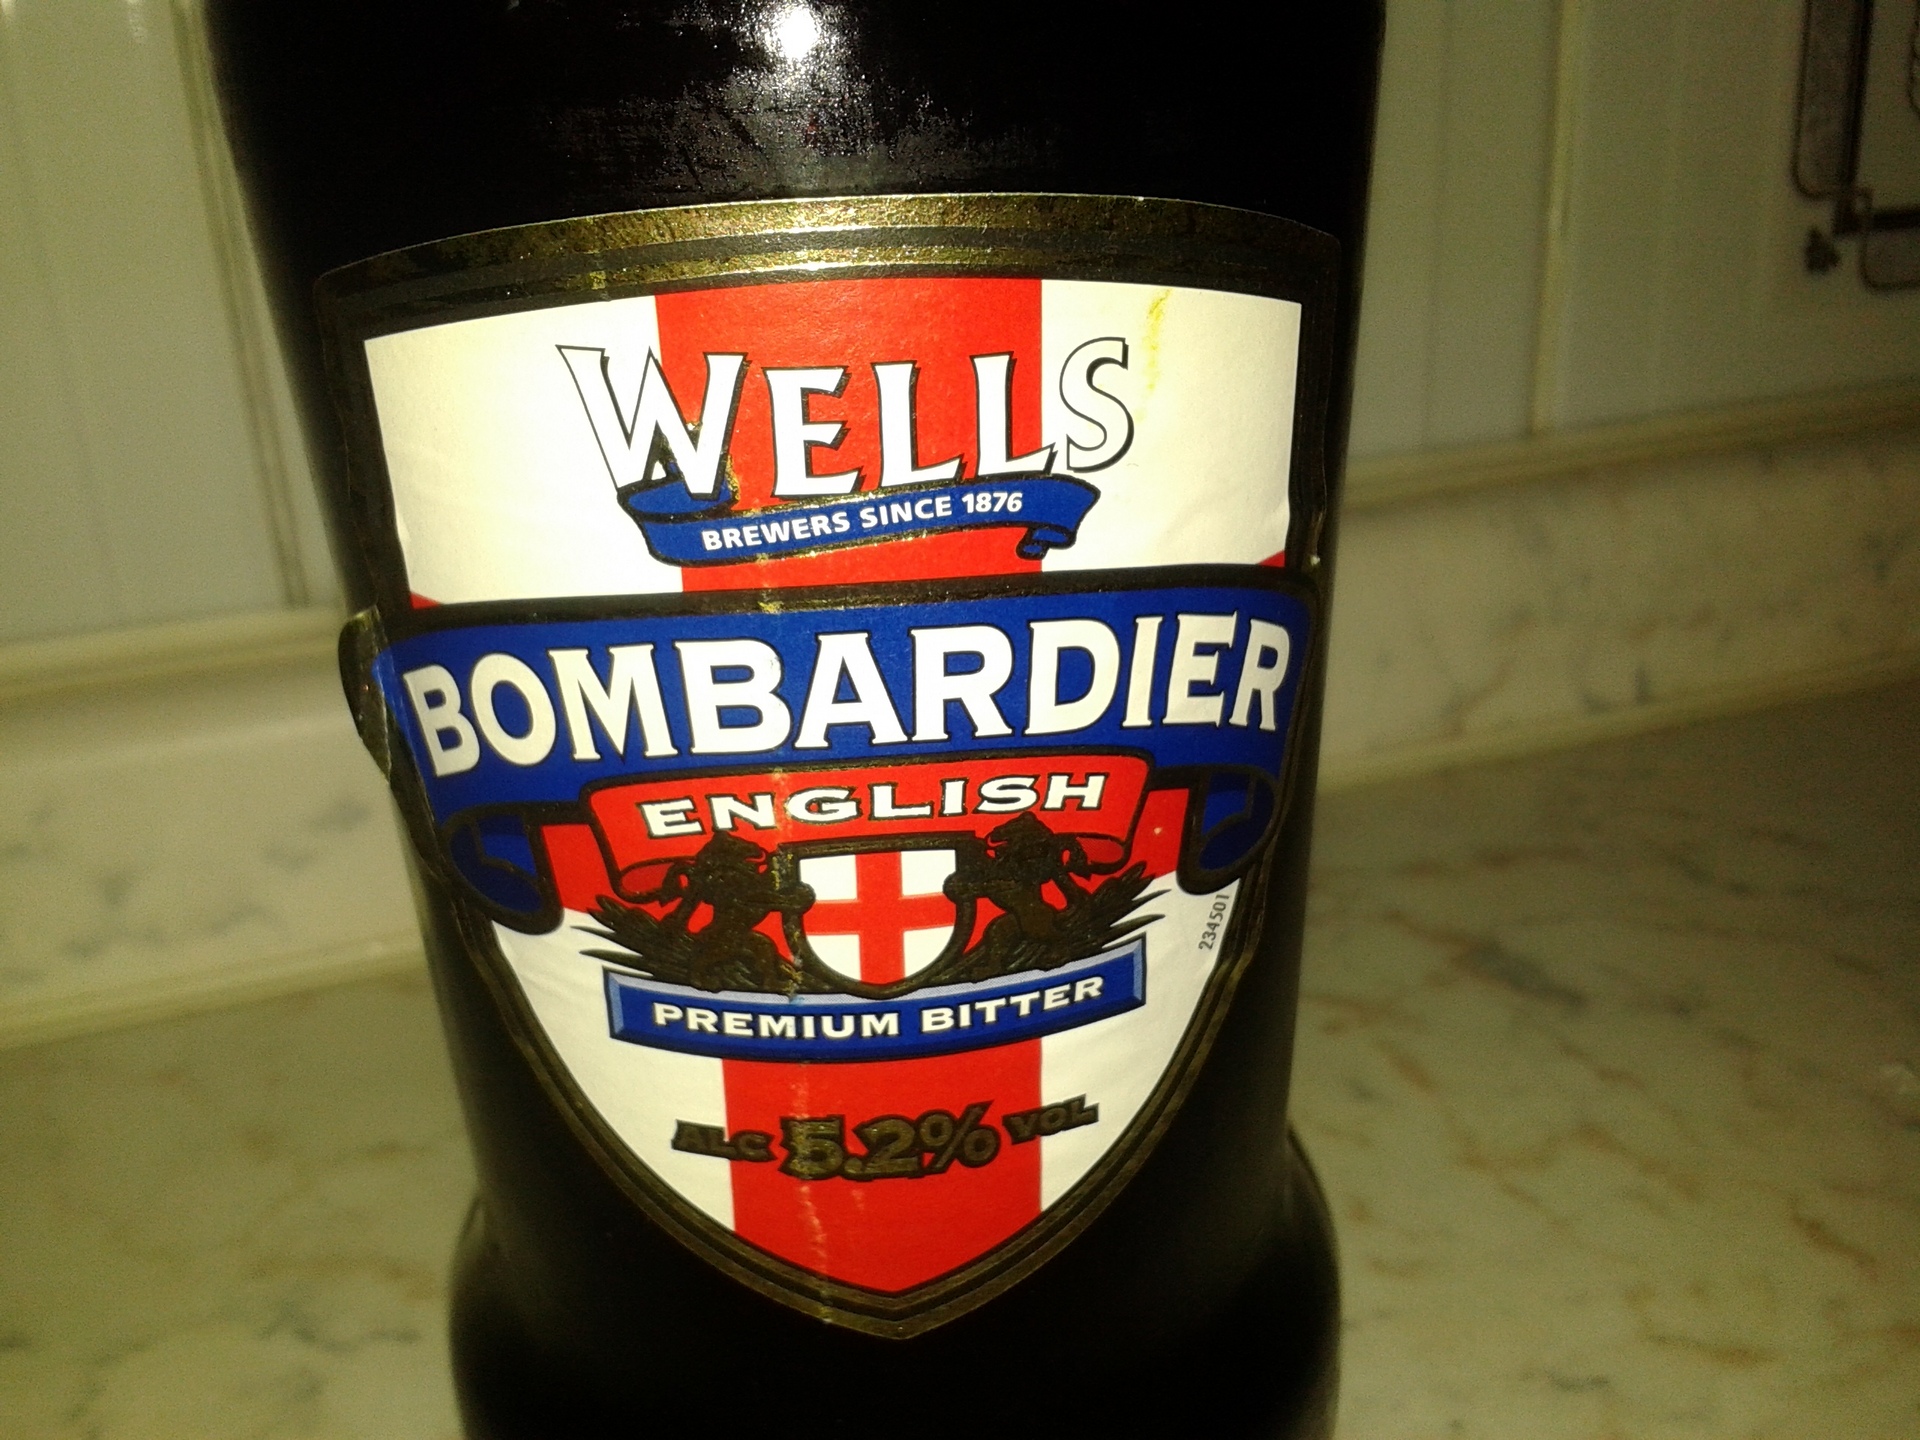 WELLS
BREWERS SINCE 1876
BOMBARDIER
ENGLISH
234501
PREMIUM BITTER
ALC 5.2% VOL